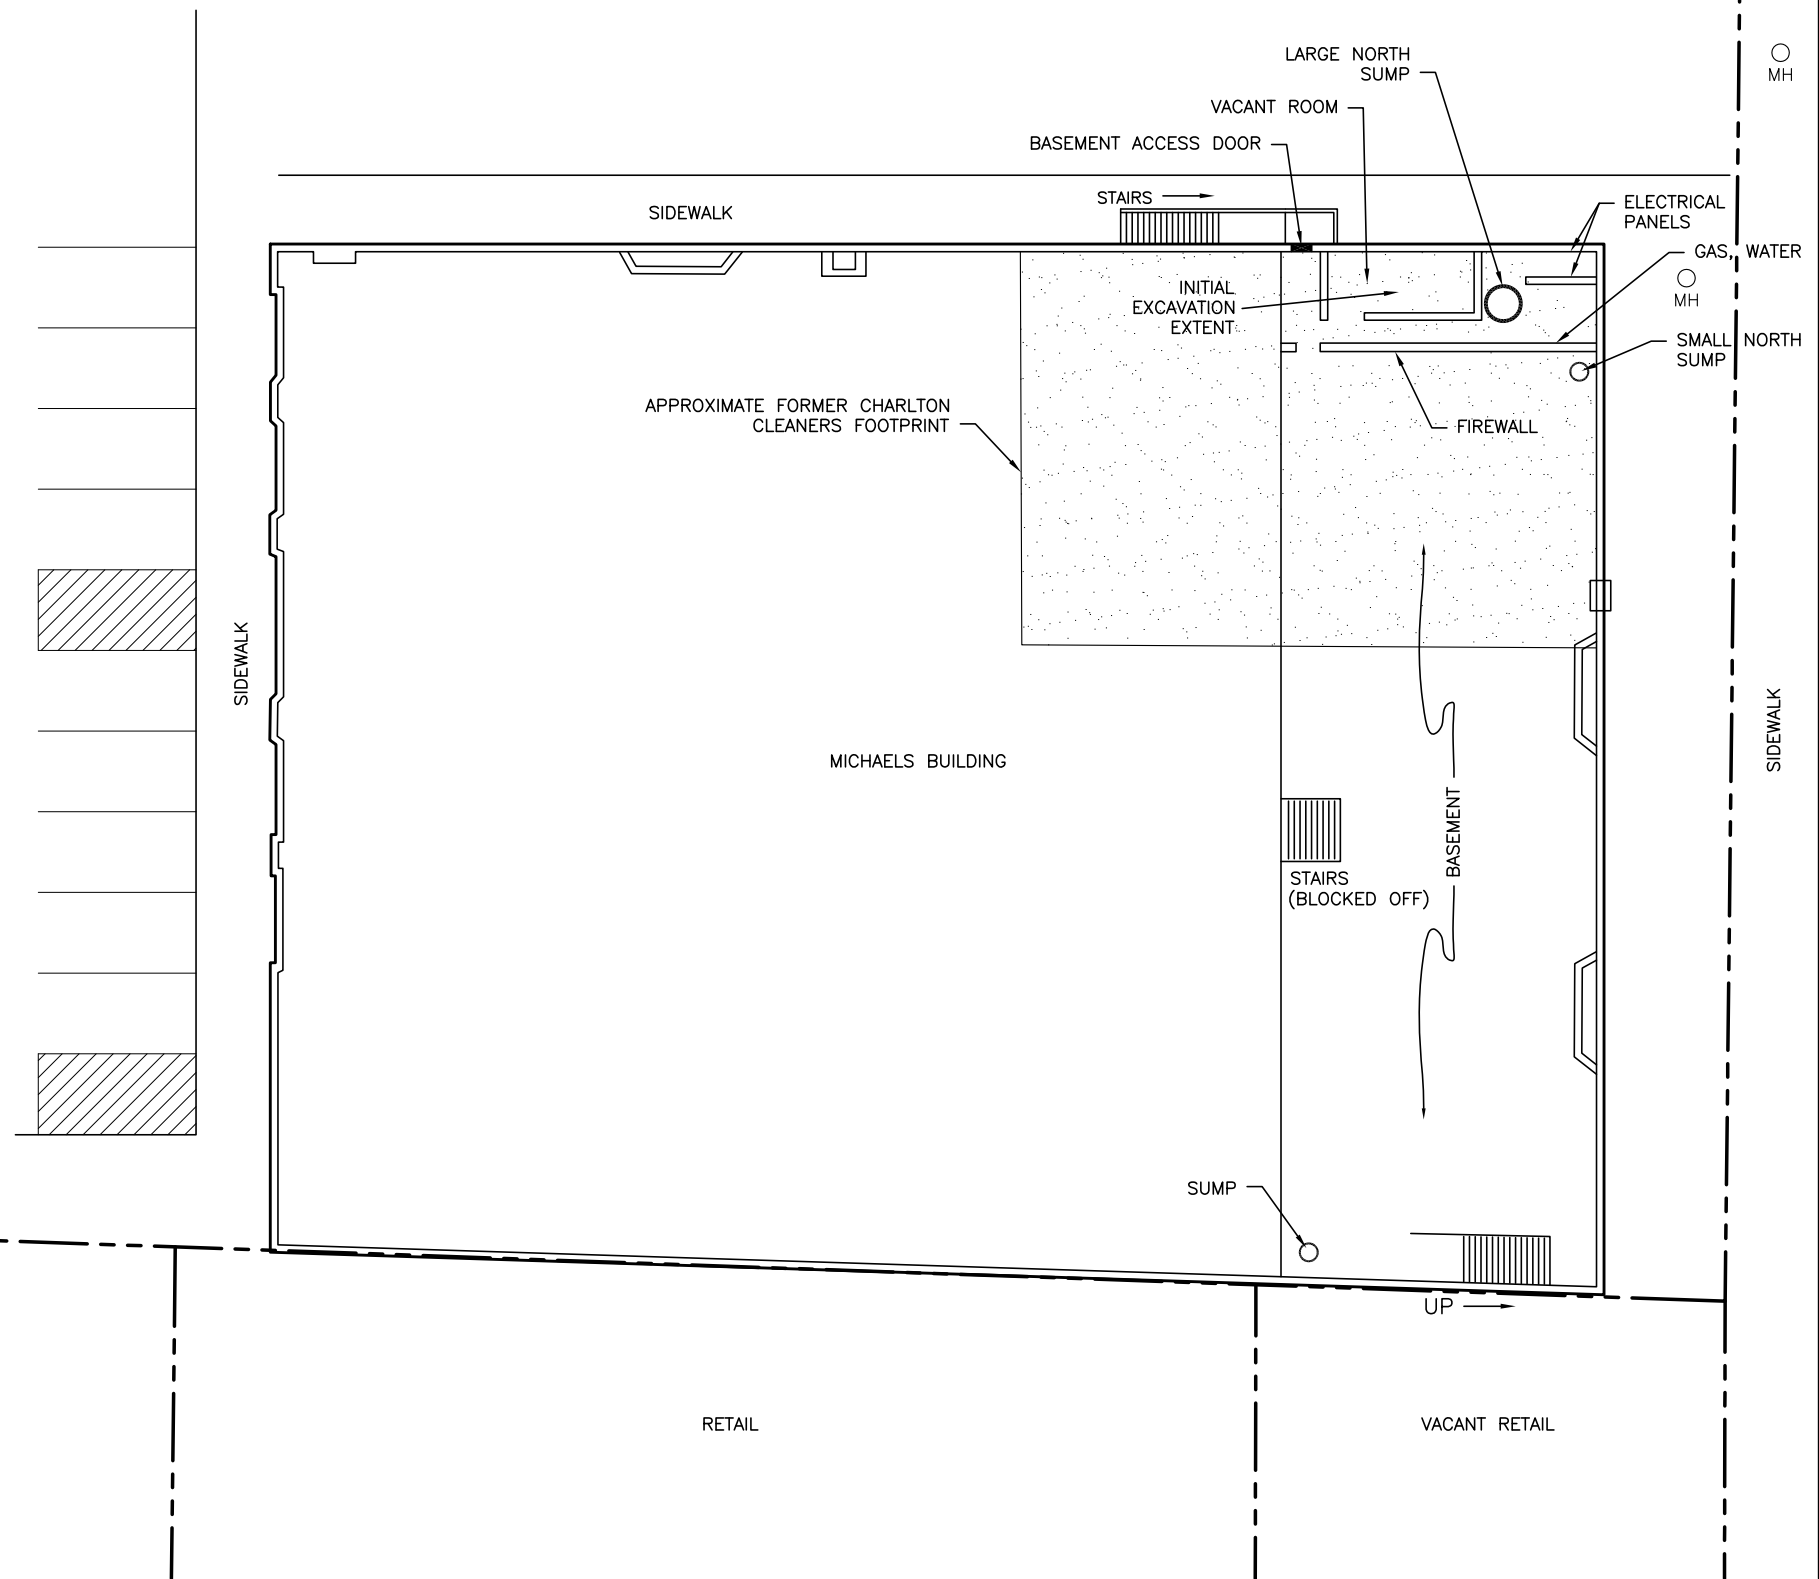 LARGE NORTH
SUMP
MH
VACANT ROOM
BASEMENT ACCESS DOOR
STAIRS
SIDEWALK
ELECTRICAL
PANELS
GAS, WATER
INITIAL
EXCAVATION
EXTENT
MH
SMALL NORTH
SUMP
APPROXIMATE FORMER CHARLTON
CLEANERS FOOTPRINT
FIREWALL
SIDEWALK
SIDEWALK
MICHAELS BUILDING
BASEMENT
STAIRS
(BLOCKED OFF)
SUMP
UP
RETAIL
VACANT RETAIL